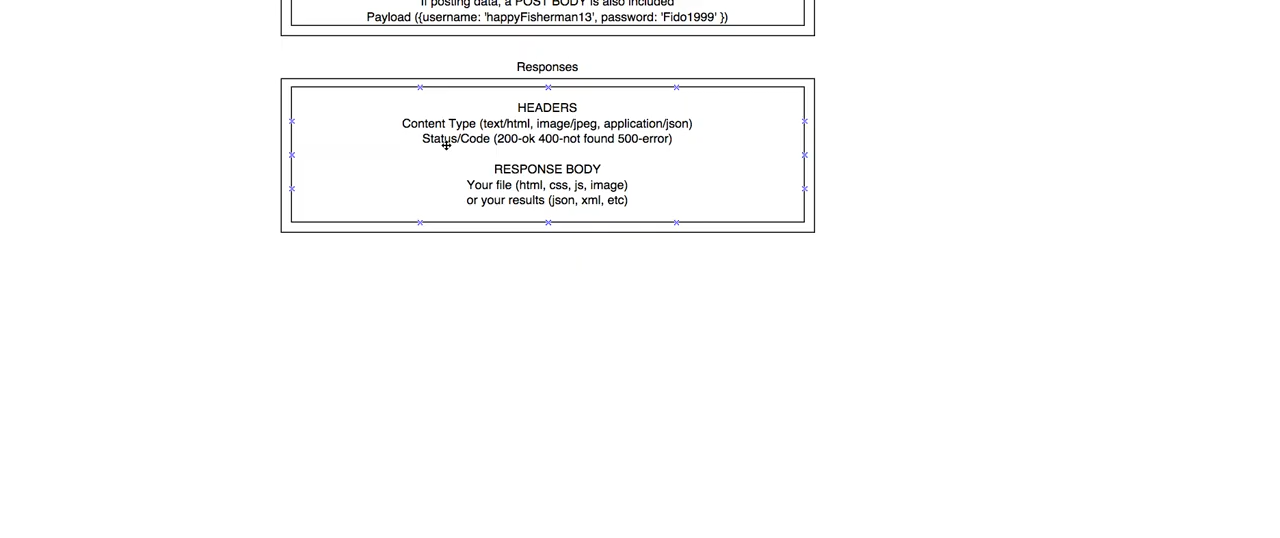 If posting data, a POST BODY is also included
Payload ({username: 'happyFisherman13', password: 'Fido1999' })
Responses
HEADERS
Content Type (text/html, image/jpeg, application/json)
Status/Code (200-ok 400-not found 500-error)
RESPONSE BODY
Your file (html, css, js, image)
or your results (json, xml, etc)